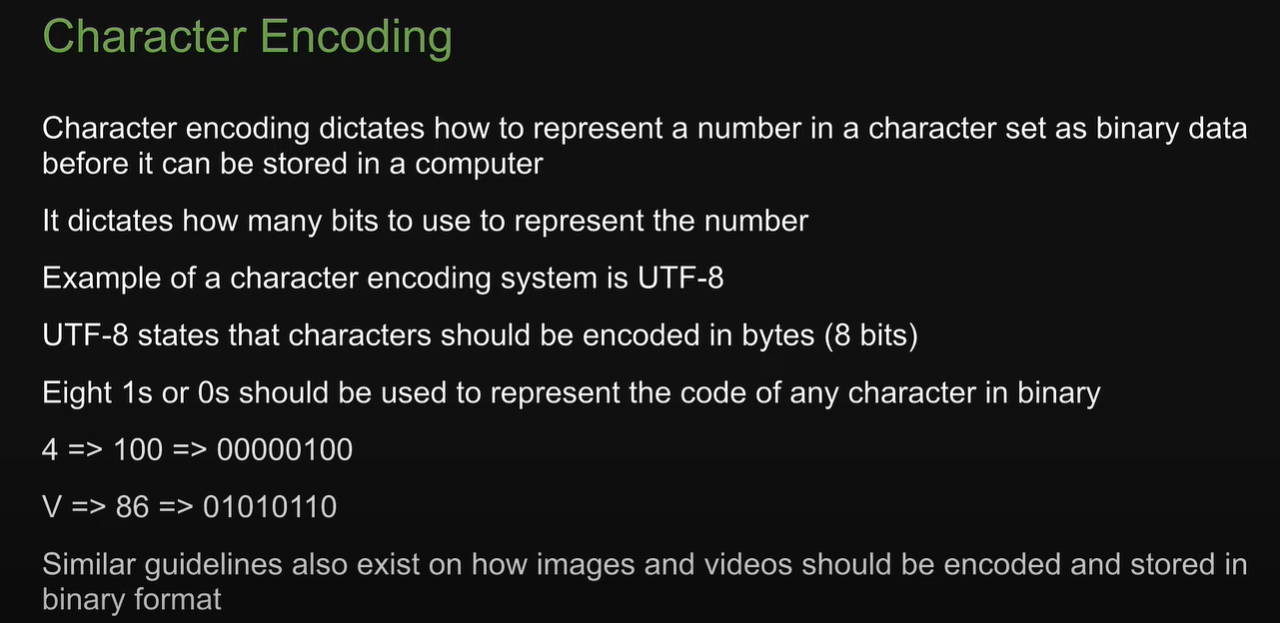 Character Encoding
Character encoding dictates how to represent a number in a character set as binary data
before it can be stored in a computer
It dictates how many bits to use to represent the number
Example of a character encoding system is UTF-8
UTF-8 states that characters should be encoded in bytes (8 bits)
Eight 1s or 0s should be used to represent the code of any character in binary
4 => 100 => 00000100
V => 86 => 01010110
Similar guidelines also exist on how images and videos should be encoded and stored in
binary format